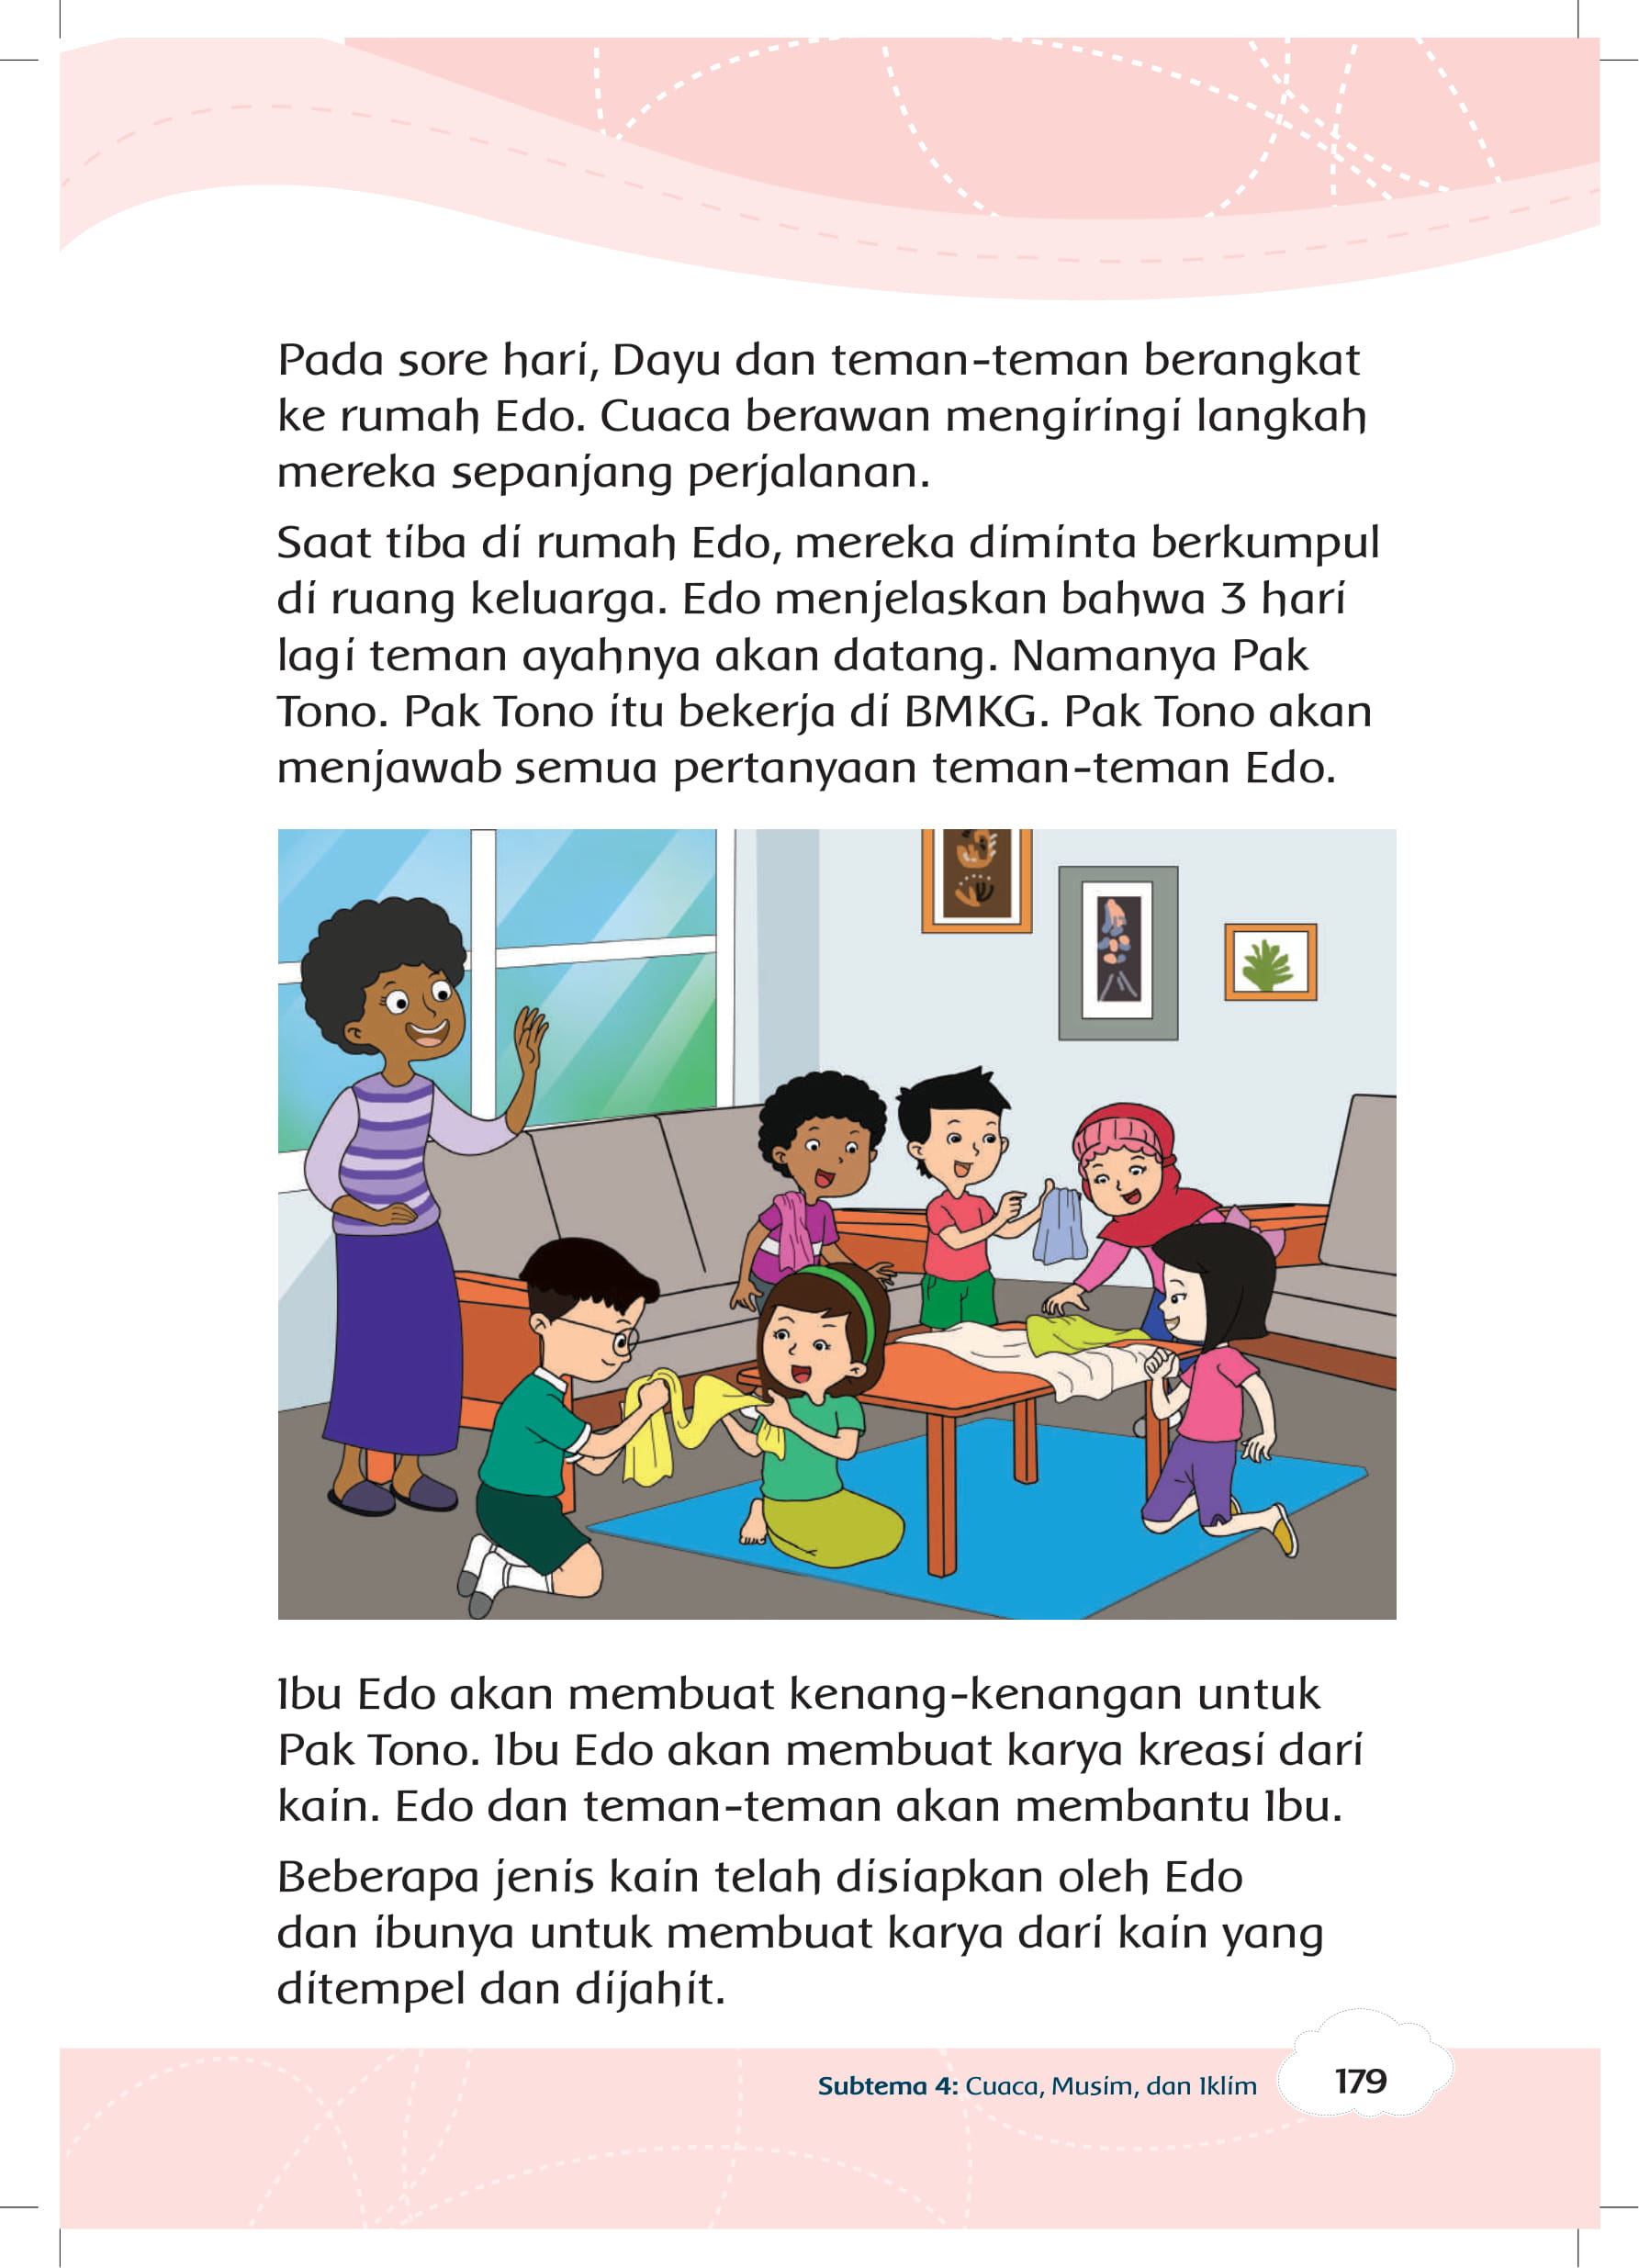 Pada sore hari, Dayu dan teman-teman berangkat
ke rumah Edo. Cuaca berawan mengiringi langkah
mereka sepanjang perjalanan.
Saat tiba di rumah Edo, mereka diminta berkumpul
di ruang keluarga. Edo menjelaskan bahwa 3 hari
lagi teman ayahnya akan datang. Namanya Pak
Tono. Pak Tono itu bekerja di BMKG. Pak Tono akan
menjawab semua pertanyaan teman-teman Edo.
Ibu Edo akan membuat kenang-kenangan untuk
Pak Tono. Ibu Edo akan membuat karya kreasi dari
kain. Edo dan teman-teman akan membantu Ibu.
Beberapa jenis kain telah disiapkan oleh Edo
dan ibunya untuk membuat karya dari kain yang
ditempel dan dijahit.
Subtema 4: Cuaca, Musim, dan Iklim
179